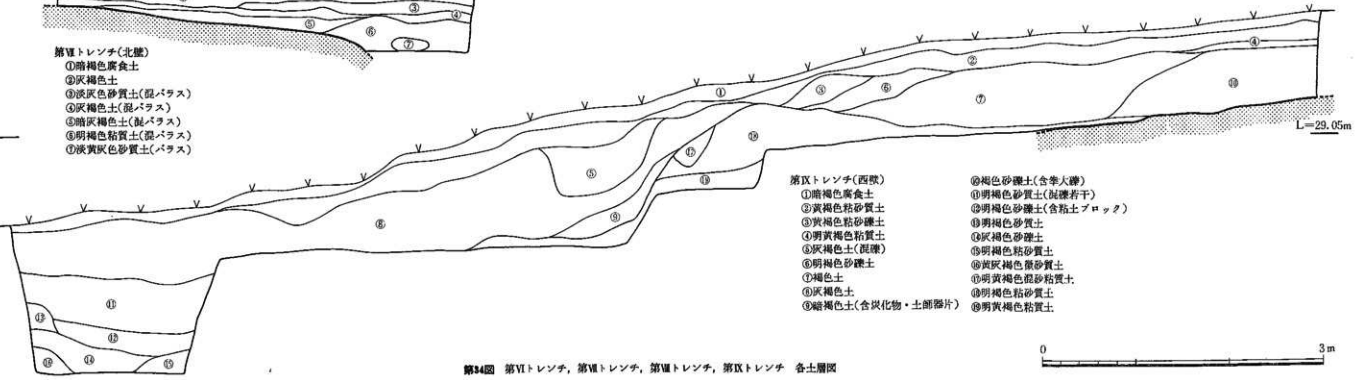 第Ⅷトレンチ(北壁)
①暗褐色腐食土
②灰褐色土
③淡灰色砂質土(混バラス)
④灰褐色土(混バラス)
⑤暗灰褐色土(混バラス)
⑥明褐色粘質土(混バラス)
⑦淡黄灰色砂質土(バラス)
L=29.05m
第Ⅸトレンチ(西壁)
①暗褐色腐食土
②黄褐色粘砂質土
③黄褐色粘砂礫土
④明黄褐色粘質土
⑤灰褐色土(混礫)
⑥明褐色砂礫土
⑦褐色土
⑧灰褐色土
⑨暗褐色土(含炭化物・土師器片)
⑩褐色砂礫土(含拳大礫)
⑪明褐色砂質土(混礫若干)
⑫明褐色砂礫土(含粘土ブロック)
⑬明褐色砂質土
⑭灰褐色砂礫土
⑮明褐色粘砂質土
⑯黄灰褐色微砂質土
⑰明黄褐色混砂粘質土
⑱明褐色粘砂質土
⑲明黄褐色粘質土
0 3m
第34図 第Ⅵトレンチ，第Ⅶトレンチ，第Ⅷトレンチ，第Ⅸトレンチ 各土層図